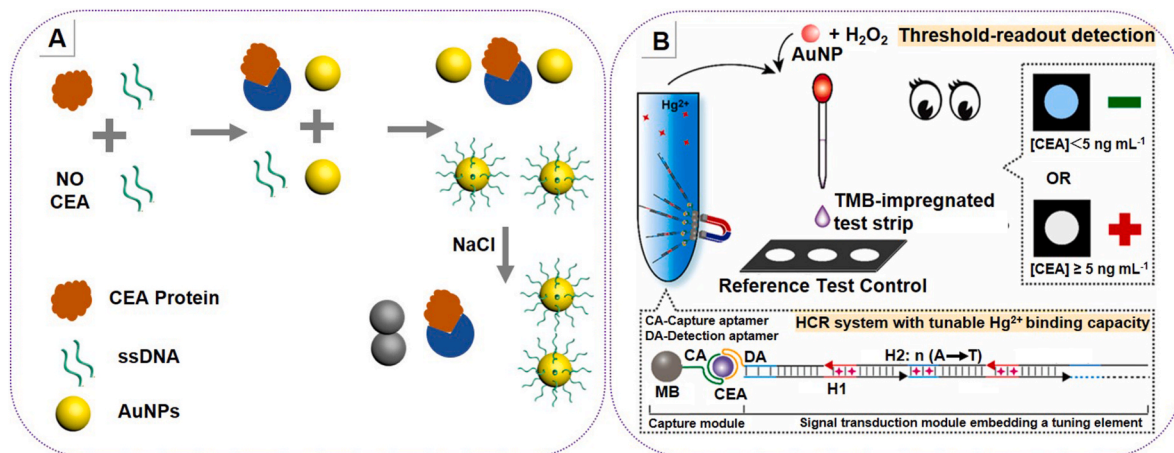 A
NO
CEA
NaCl
CEA Protein
ssDNA
AuNPs
B
+ H₂O₂
AuNP
Threshold-readout detection
Hg²⁺
[CEA]<5 ng mL⁻¹
OR
[CEA] ≥ 5 ng mL⁻¹
TMB-impregnated
test strip
Reference Test Control
CA-Capture aptamer
DA-Detection aptamer
HCR system with tunable Hg²⁺ binding capacity
CA
DA
H2: n (A→T)
MB
CEA
H1
Capture module
Signal transduction module embedding a tuning element